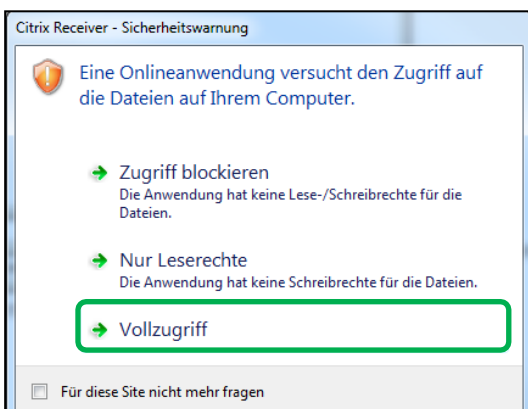 Citrix Receiver - Sicherheitswarnung
Eine Onlineanwendung versucht den Zugriff auf
die Dateien auf Ihrem Computer.
Zugriff blockieren
Die Anwendung hat keine Lese-/Schreibrechte für die
Dateien.
Nur Leserechte
Die Anwendung hat keine Schreibrechte für die Dateien.
Vollzugriff
Für diese Site nicht mehr fragen